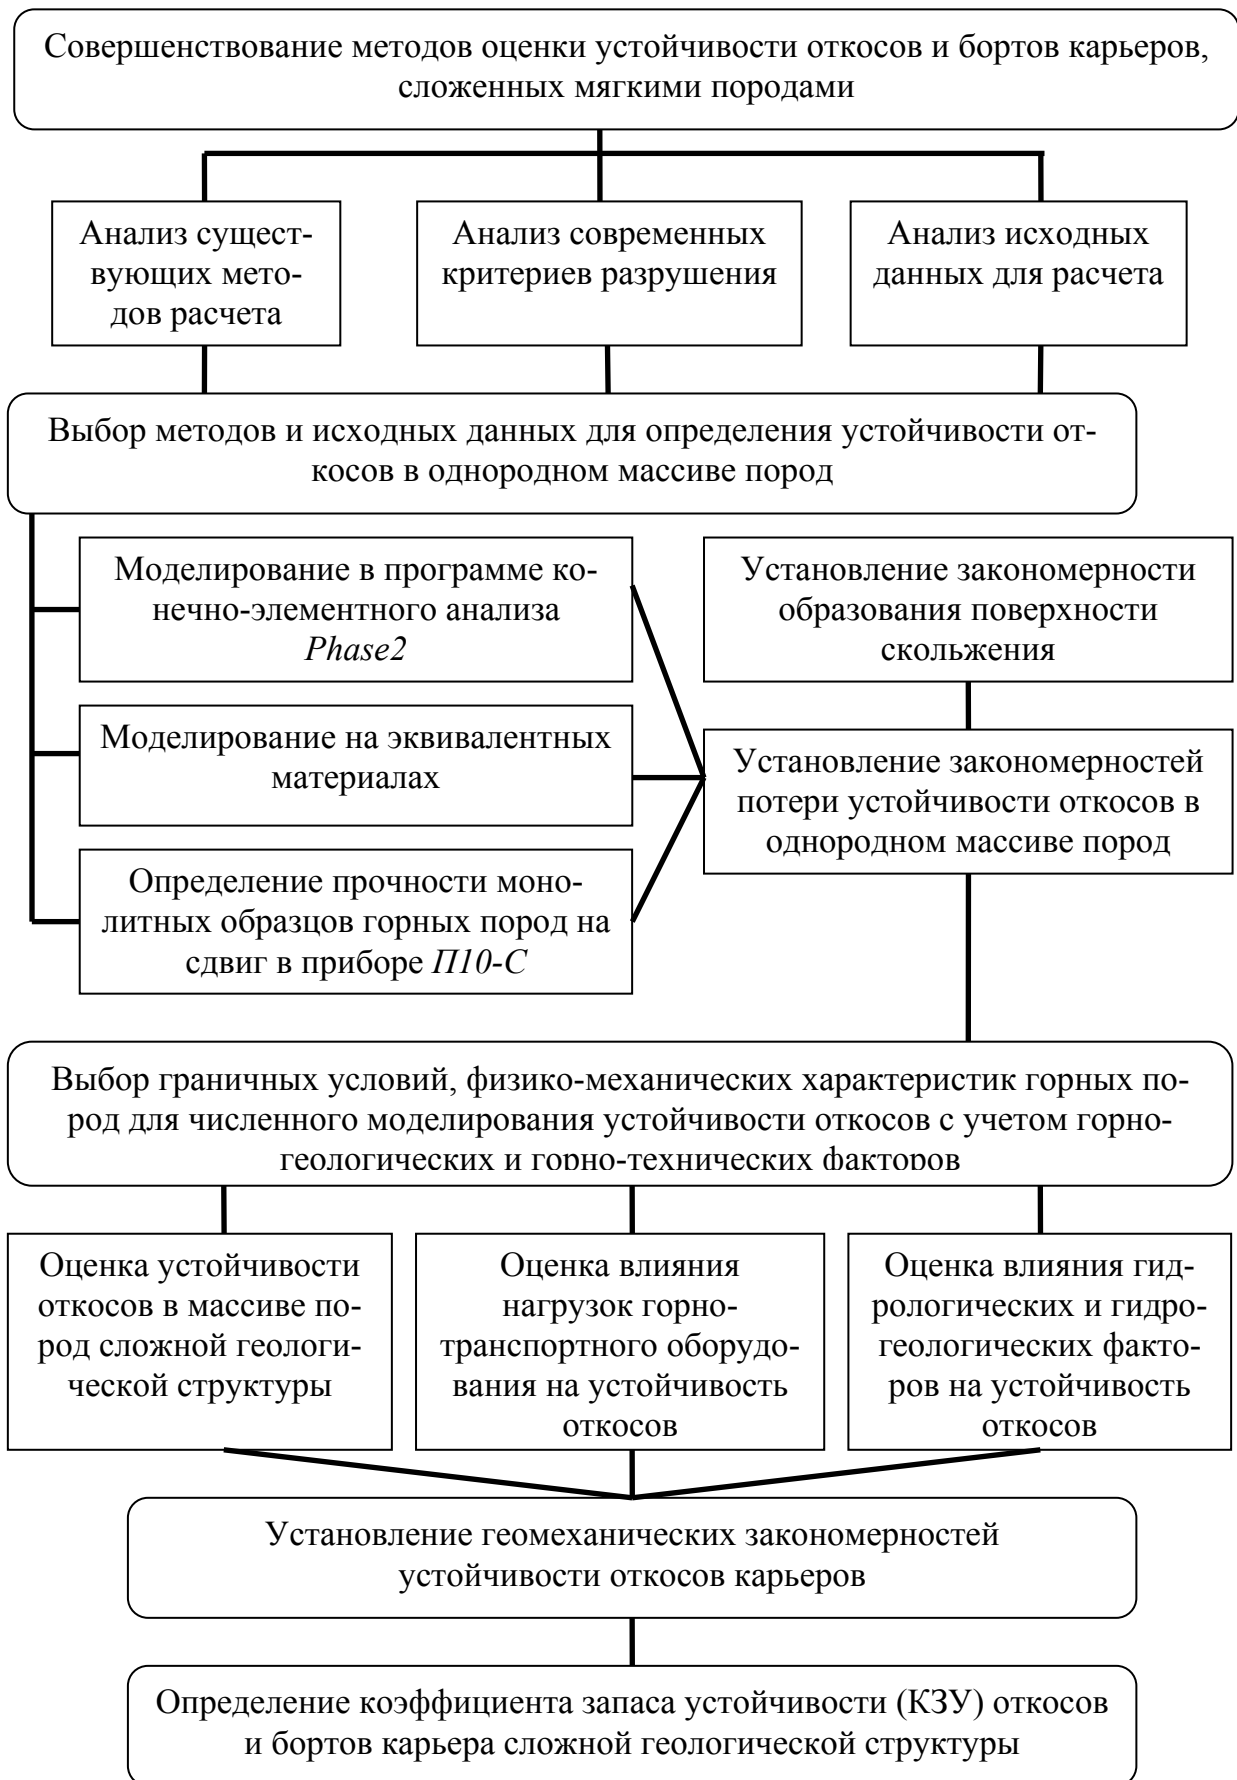 Совершенствование методов оценки устойчивости откосов и бортов карьеров,
сложенных мягкими породами
Анализ сущест-
вующих мето-
дов расчета
Анализ современных
критериев разрушения
Анализ исходных
данных для расчета
Выбор методов и исходных данных для определения устойчивости от-
косов в однородном массиве пород
Моделирование в программе ко-
нечно-элементного анализа
Phase2
Моделирование на эквивалентных
материалах
Определение прочности моно-
литных образцов горных пород на
сдвиг в приборе П10-С
Установление закономерности
образования поверхности
скольжения
Установление закономерностей
потери устойчивости откосов в
однородном массиве пород
Выбор граничных условий, физико-механических характеристик горных по-
род для численного моделирования устойчивости откосов с учетом горно-
геологических и горно-технических факторов
Оценка устойчивости
откосов в массиве по-
род сложной геологи-
ческой структуры
Оценка влияния
нагрузок горно-
транспортного оборудо-
вания на устойчивость
откосов
Оценка влияния гид-
рологических и гидро-
геологических факто-
ров на устойчивость
откосов
Установление геомеханических закономерностей
устойчивости откосов карьеров
Определение коэффициента запаса устойчивости (КЗУ) откосов
и бортов карьера сложной геологической структуры